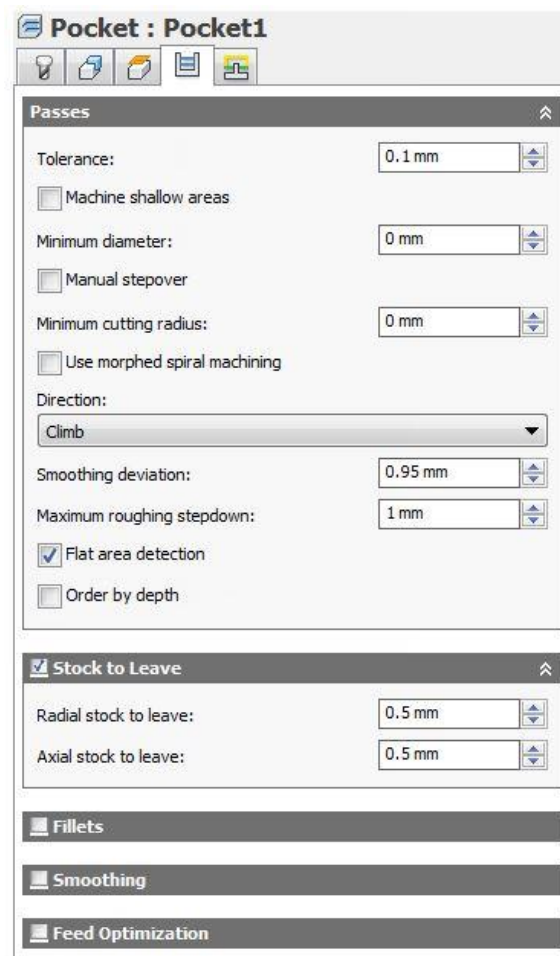 Pocket : Pocket1
Passes
Tolerance: 0.1 mm
Machine shallow areas
Minimum diameter: 0 mm
Manual stepover
Minimum cutting radius: 0 mm
Use morphed spiral machining
Direction:
Climb
Smoothing deviation: 0.95 mm
Maximum roughing stepdown: 1 mm
Flat area detection
Order by depth
Stock to Leave
Radial stock to leave: 0.5 mm
Axial stock to leave: 0.5 mm
Fillets
Smoothing
Feed Optimization